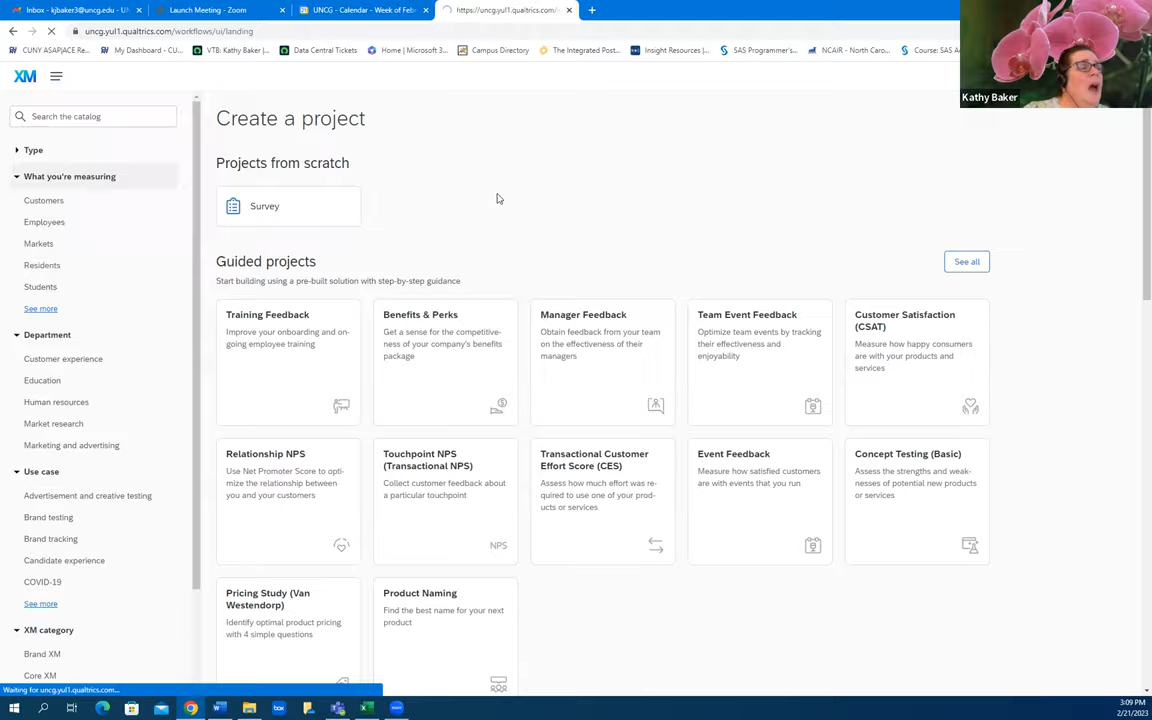 Inbox - kjbaker3@uncg.edu - UN
Launch Meeting - Zoom
UNCG - Calendar - Week of Feb
https://uncg.yul1.qualtrics.com/
uncg.yul1.qualtrics.com/workflows/ui/landing
CUNY ASAP|ACE R...
My Dashboard - CU...
VTB: Kathy Baker |...
Data Central Tickets
Home | Microsoft 3...
Campus Directory
The Integrated Post...
Insight Resources |...
SAS Programmer's...
NCAIR - North Caro...
Course: SAS A
Kathy Baker
XM
Search the catalog
Type
What you're measuring
Customers
Employees
Markets
Residents
Students
See more
Department
Customer experience
Education
Human resources
Market research
Marketing and advertising
Use case
Advertisement and creative testing
Brand testing
Brand tracking
Candidate experience
COVID-19
See more
XM category
Brand XM
Core XM
Create a project
Projects from scratch
Survey
Guided projects
See all
Start building using a pre-built solution with step-by-step guidance
Training Feedback
Improve your onboarding and on-
going employee training
Benefits & Perks
Get a sense for the competitive-
ness of your company's benefits
package
Manager Feedback
Obtain feedback from your team
on the effectiveness of their
managers
Team Event Feedback
Optimize team events by tracking
their effectiveness and
enjoyability
Customer Satisfaction
(CSAT)
Measure how happy consumers
are with your products and
services
Relationship NPS
Use Net Promoter Score to opti-
mize the relationship between
you and your customers
Touchpoint NPS
(Transactional NPS)
Collect customer feedback about
a particular touchpoint
NPS
Transactional Customer
Effort Score (CES)
Assess how much effort was re-
quired to use one of your prod-
ucts or services
Event Feedback
Measure how satisfied customers
are with events that you run
Concept Testing (Basic)
Assess the strengths and weak-
nesses of potential new products
or services
Pricing Study (Van
Westendorp)
Identify optimal product pricing
with 4 simple questions
Product Naming
Find the best name for your next
product
Waiting for uncg.yul1.qualtrics.com...
box
3:09 PM
2/21/2023